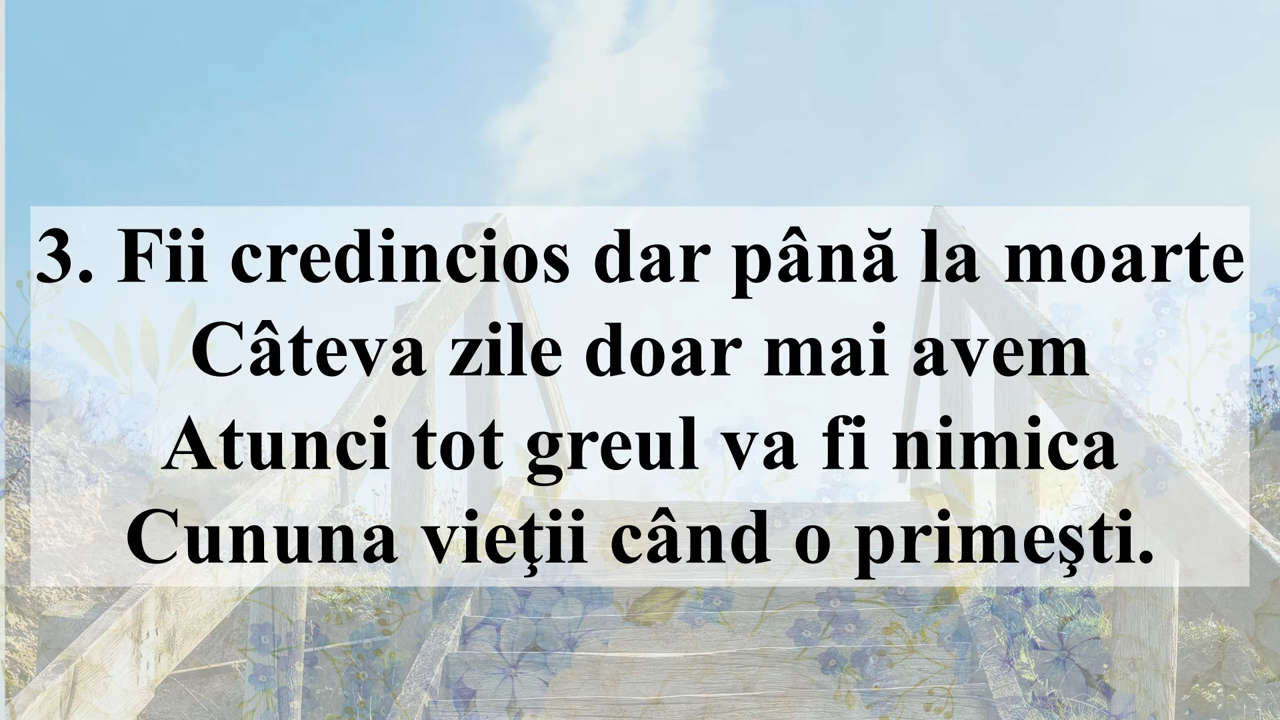 3. Fii credincios dar până la moarte
Câteva zile doar mai avem
Atunci tot greul va fi nimica
Cununa vieţii când o primeşti.